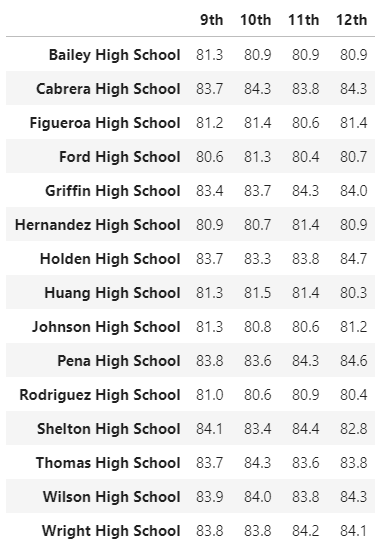 9th 10th 11th 12th
Bailey High School 81.3 80.9 80.9 80.9
Cabrera High School 83.7 84.3 83.8 84.3
Figueroa High School 81.2 81.4 80.6 81.4
Ford High School 80.6 81.3 80.4 80.7
Griffin High School 83.4 83.7 84.3 84.0
Hernandez High School 80.9 80.7 81.4 80.9
Holden High School 83.7 83.3 83.8 84.7
Huang High School 81.3 81.5 81.4 80.3
Johnson High School 81.3 80.8 80.6 81.2
Pena High School 83.8 83.6 84.3 84.6
Rodriguez High School 81.0 80.6 80.9 80.4
Shelton High School 84.1 83.4 84.4 82.8
Thomas High School 83.7 84.3 83.6 83.8
Wilson High School 83.9 84.0 83.8 84.3
Wright High School 83.8 83.8 84.2 84.1